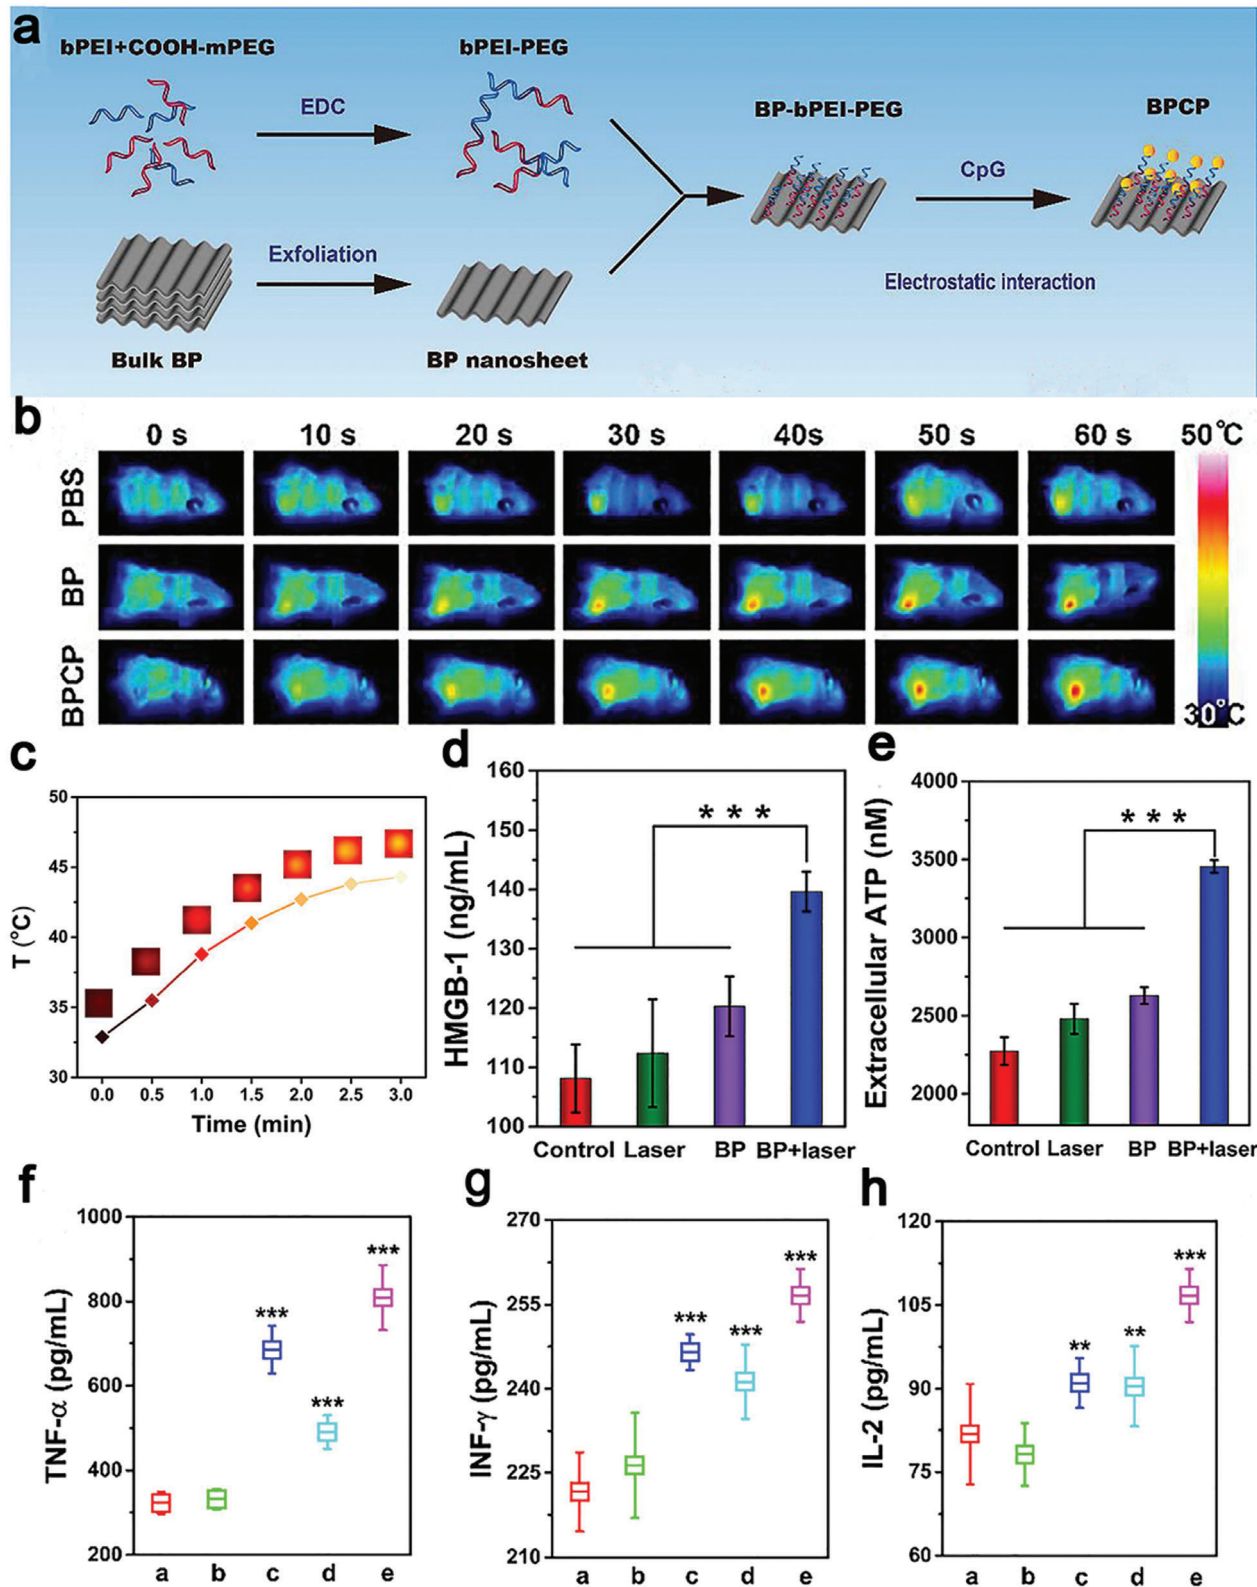 a
bPEI+COOH-mPEG
bPEI-PEG
EDC
BP-bPEI-PEG
BPCP
CpG
Exfoliation
Electrostatic interaction
Bulk BP
BP nanosheet
b
0 s 10 s 20 s 30 s 40s 50 s 60 s 50℃
PBS
BP
BPCP
30°C
c
50
45
40
35
30
T (°C)
0.0 0.5 1.0 1.5 2.0 2.5 3.0
Time (min)
d
160
150
140
130
120
110
100
HMGB-1 (ng/mL)
* * *
Control Laser BP BP+laser
e
4000
3500
3000
2500
2000
Extracellular ATP (nM)
* * *
Control Laser BP BP+laser
f
1000
800
600
400
200
TNF-α (pg/mL)
***
***
***
a b c d e
g
270
255
240
225
210
INF-γ (pg/mL)
***
***
***
a b c d e
h
120
105
90
75
60
IL-2 (pg/mL)
**
**
***
a b c d e